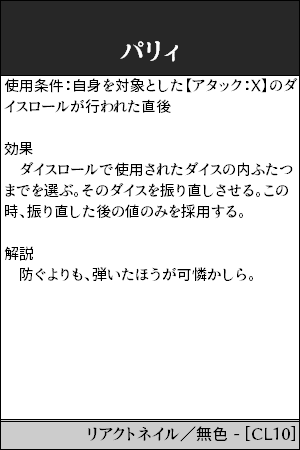 パリィ
使用条件：自身を対象とした【アタック：X】のダ
イスロールが行われた直後
効果
　ダイスロールで使用されたダイスの内ふたつ
までを選ぶ。そのダイスを振り直しさせる。この
時、振り直した後の値のみを採用する。
解説
　防ぐよりも、弾いたほうが可憐かしら。
リアクトネイル／無色 - [CL10]